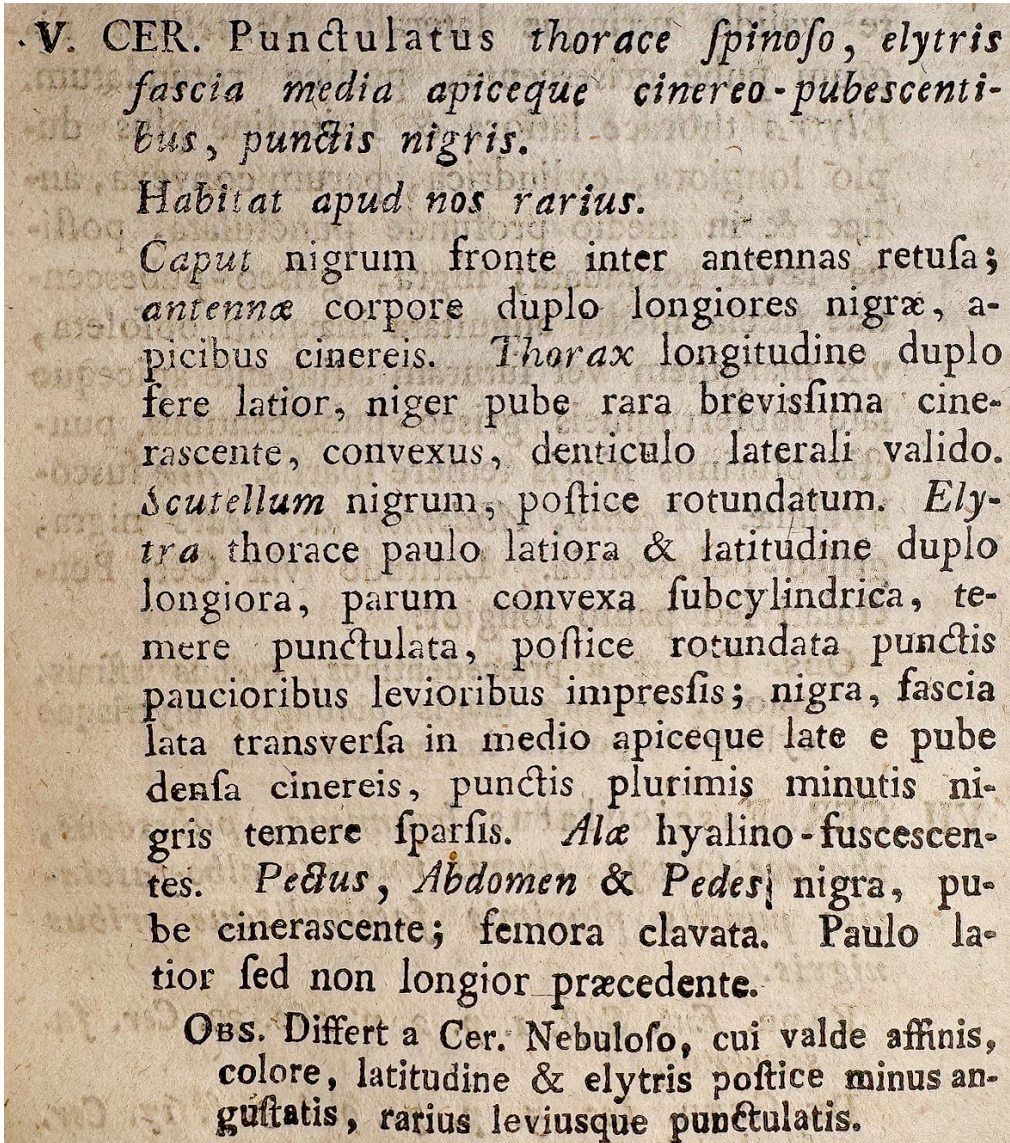 V. CER. Punctulatus thorace ſpinoſo, elytris
fascia media apiceque cinereo-pubescenti-
bus, punctis nigris.
Habitat apud nos rarius.
Caput nigrum fronte inter antennas retuſa;
antennæ corpore duplo longiores nigræ, a-
picibus cinereis. Thorax longitudine duplo
fere latior, niger pube rara brevisſima cine-
rascente, convexus, denticulo laterali valido.
Scutellum nigrum, poſtice rotundatum. Ely-
tra thorace paulo latiora & latitudine duplo
longiora, parum convexa ſubcylindrica, te-
mere punctulata, poſtice rotundata punctis
paucioribus levioribus impresſis; nigra, fascia
lata transverſa in medio apiceque late e pube
denſa cinereis, punctis plurimis minutis ni-
gris temere ſparſis. Alæ hyalino-fuscescen-
tes. Pectus, Abdomen & Pedes nigra, pu-
be cinerascente; femora clavata. Paulo la-
tior ſed non longior præcedente.
OBS. Differt a Cer. Nebuloſo, cui valde affinis,
colore, latitudine & elytris poſtice minus an-
guſtatis, rarius leviusque punctulatis.